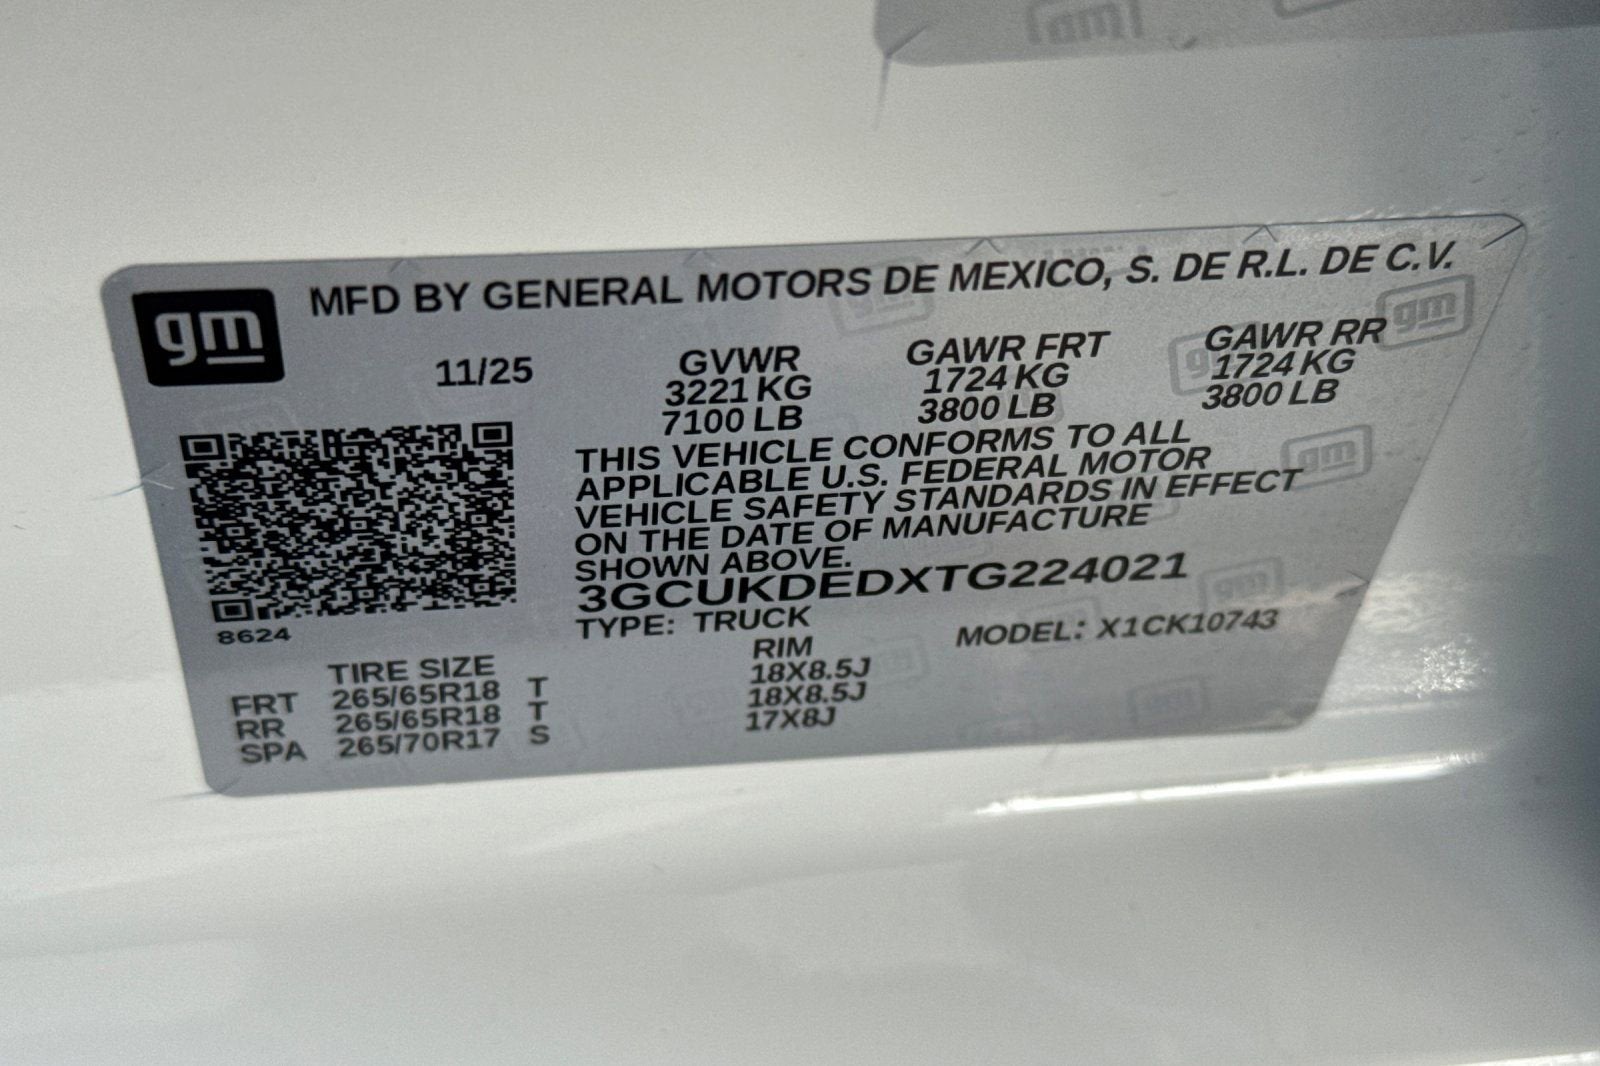 gm
gm MFD BY GENERAL MOTORS DE MEXICO, S. DE R.L. DE C.V.
11/25 GVWR GAWR FRT GAWR RR
3221 KG 1724 KG 1724 KG
7100 LB 3800 LB 3800 LB
THIS VEHICLE CONFORMS TO ALL
APPLICABLE U.S. FEDERAL MOTOR
VEHICLE SAFETY STANDARDS IN EFFECT
ON THE DATE OF MANUFACTURE
SHOWN ABOVE.
3GCUKDEDXTG224021
8624 TYPE: TRUCK MODEL: X1CK10743
TIRE SIZE RIM
FRT 265/65R18 T 18X8.5J
RR 265/65R18 T 18X8.5J
SPA 265/70R17 S 17X8J